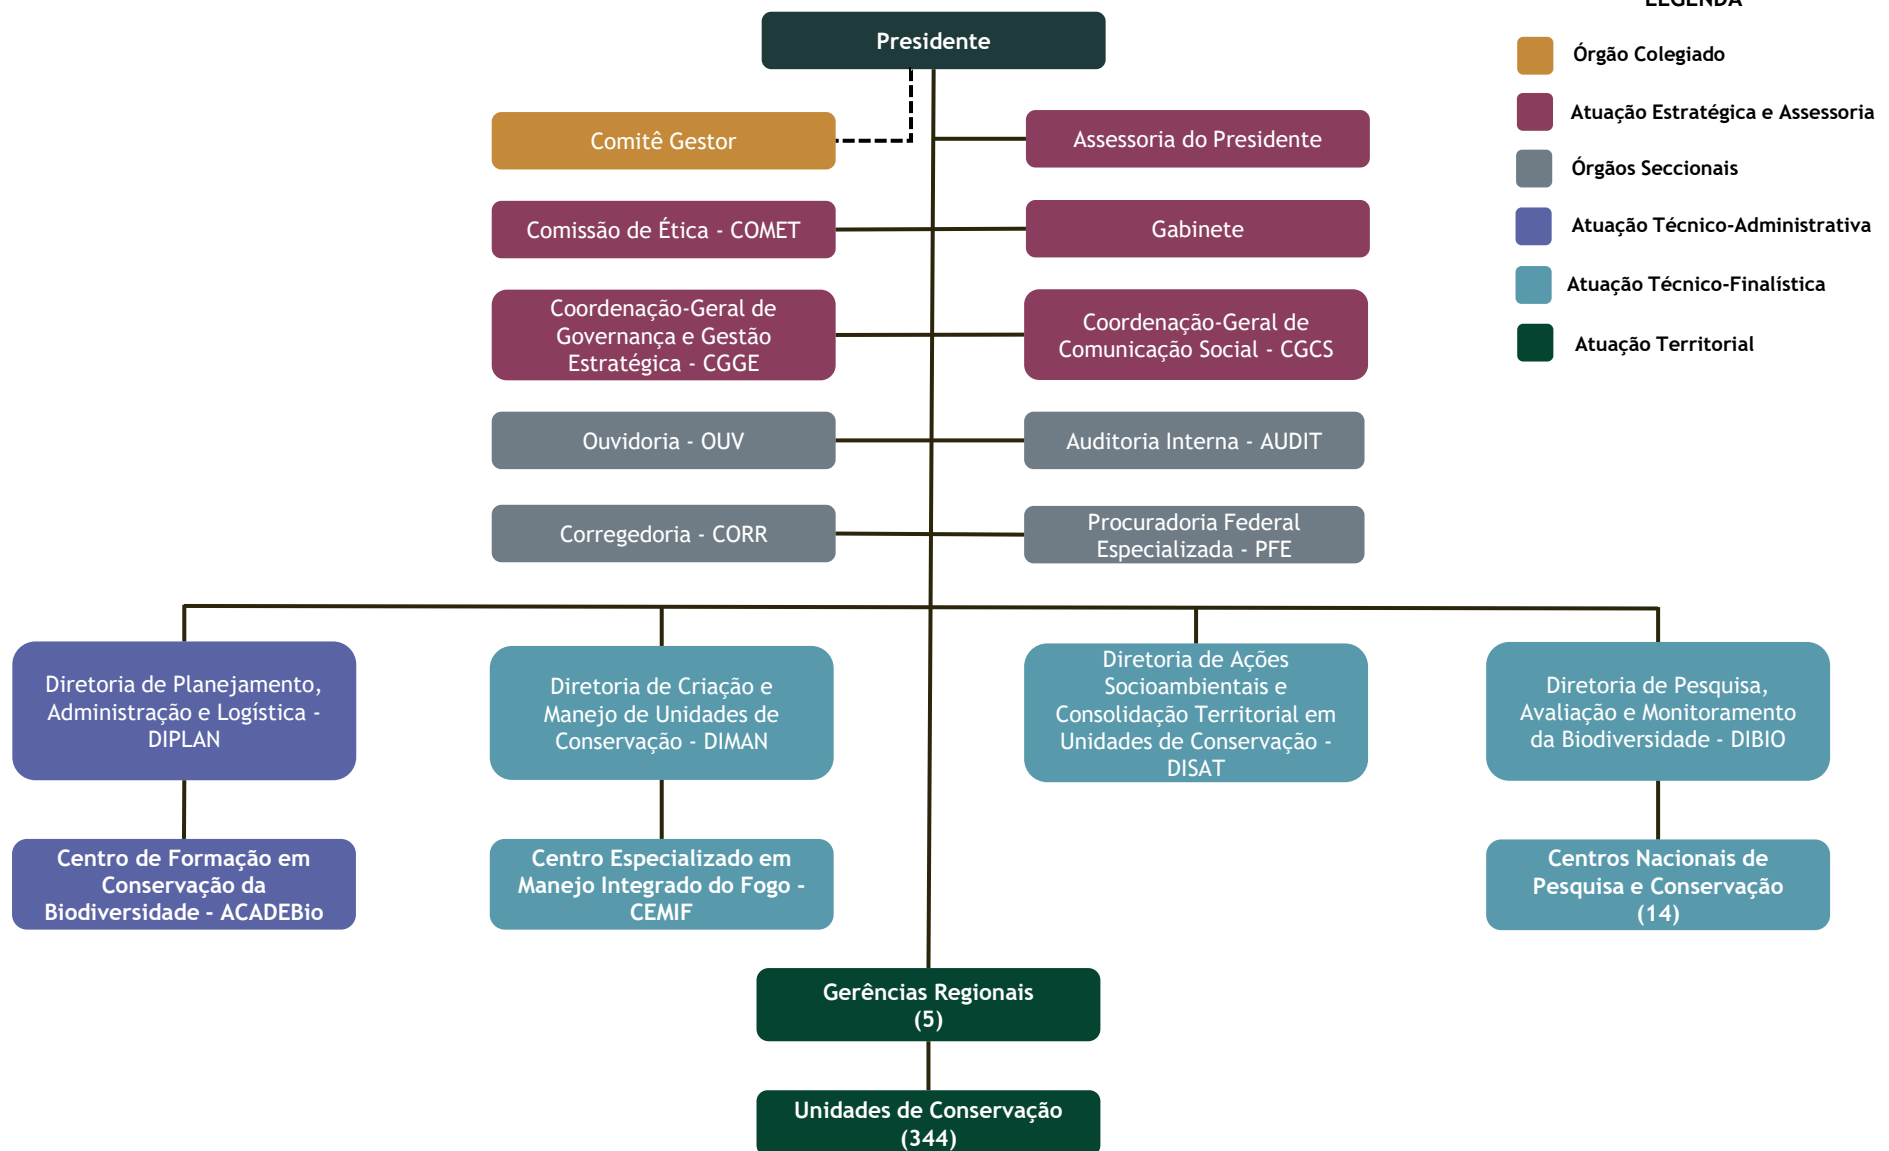 LEGENDA
Presidente
Órgão Colegiado
Atuação Estratégica e Assessoria
Órgãos Seccionais
Atuação Técnico-Administrativa
Atuação Técnico-Finalística
Atuação Territorial
Comitê Gestor
Assessoria do Presidente
Comissão de Ética - COMET
Gabinete
Coordenação-Geral de
Governança e Gestão
Estratégica - CGGE
Coordenação-Geral de
Comunicação Social - CGCS
Ouvidoria - OUV
Auditoria Interna - AUDIT
Corregedoria - CORR
Procuradoria Federal
Especializada - PFE
Diretoria de Planejamento,
Administração e Logística -
DIPLAN
Diretoria de Criação e
Manejo de Unidades de
Conservação - DIMAN
Diretoria de Ações
Socioambientais e
Consolidação Territorial em
Unidades de Conservação -
DISAT
Diretoria de Pesquisa,
Avaliação e Monitoramento
da Biodiversidade - DIBIO
Centro de Formação em
Conservação da
Biodiversidade - ACADEBio
Centro Especializado em
Manejo Integrado do Fogo -
CEMIF
Centros Nacionais de
Pesquisa e Conservação
(14)
Gerências Regionais
(5)
Unidades de Conservação
(344)